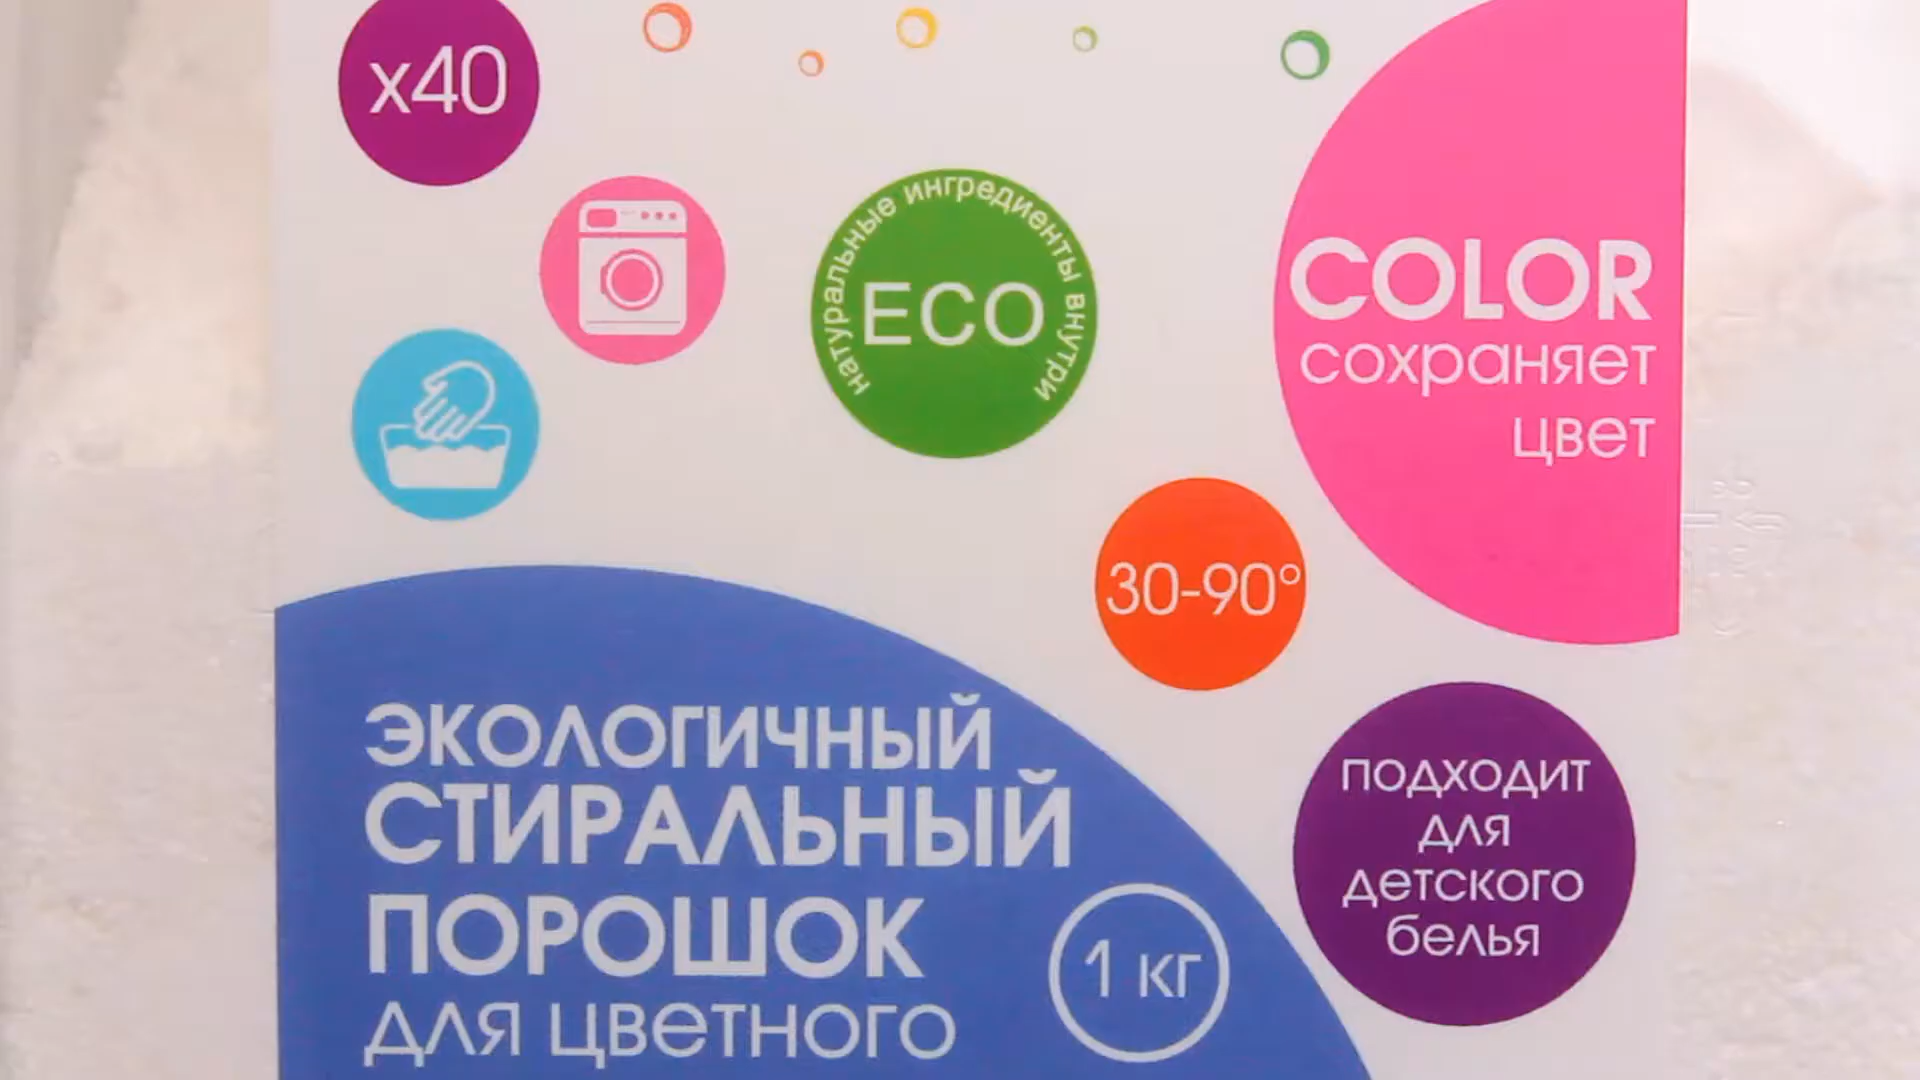 x40
натуральные ингредиенты внутри
ECO
COLOR
сохраняет
цвет
30-90°
ЭКОЛОГИЧНЫЙ
СТИРАЛЬНЫЙ
ПОРОШОК
для цветного
1 кг
подходит
для
детского
белья